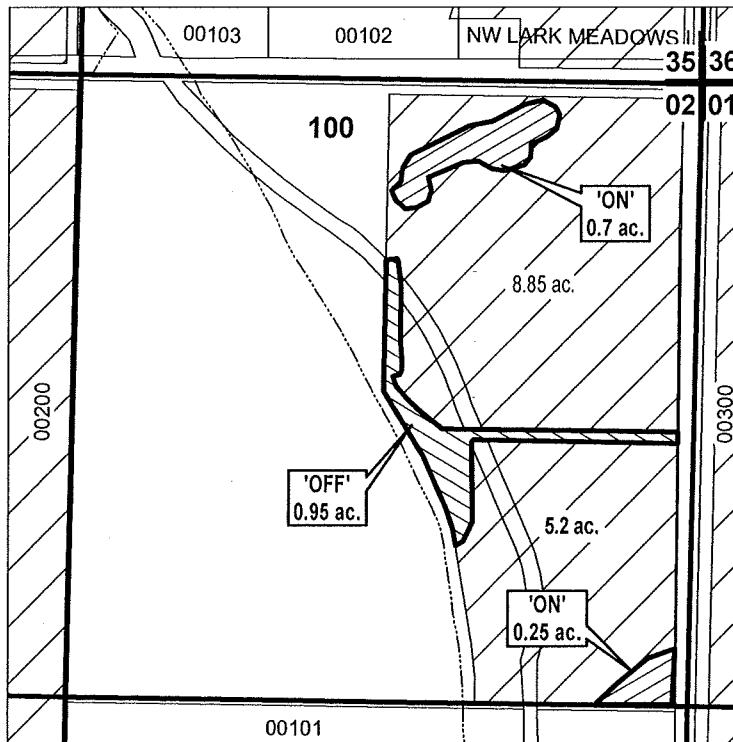 00103
00102
NW LARK MEADOWS
35 36
02 01
100
'ON'
0.7 ac.
8.85 ac.
00200
00300
'OFF'
0.95 ac.
5.2 ac.
'ON'
0.25 ac.
00101